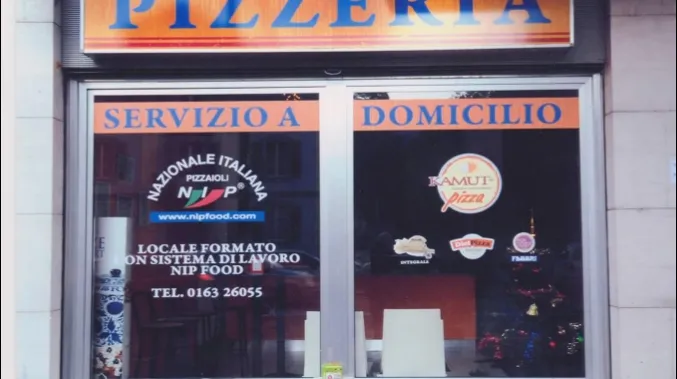 PIZZERIA
SERVIZIO A DOMICILIO
NAZIONALE ITALIANA
PIZZAIOLI
NIP
www.nipfood.com
LOCALE FORMATO
CON SISTEMA DI LAVORO
NIP FOOD
TEL. 0163 26055
KAMUT
pizza
INTEGRALE